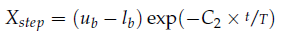 X_step = (u_b − l_b) exp(−C_2 × t/T)